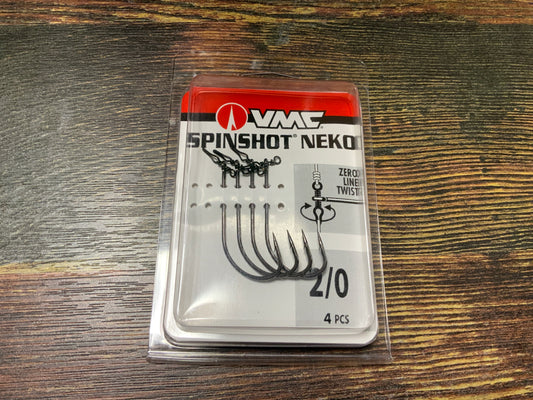 VMC
SPINSHOT® NEKO
ZERO
LINE
TWIST
2/0
4 PCS